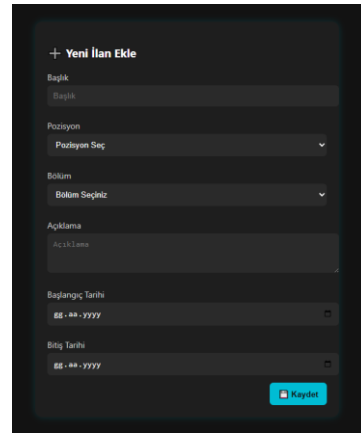 + Yeni İlan Ekle
Başlık
Başlık
Pozisyon
Pozisyon Seç
Bölüm
Bölüm Seçiniz
Açıklama
Açıklama
Başlangıç Tarihi
gg.aa.yyyy
Bitiş Tarihi
gg.aa.yyyy
Kaydet